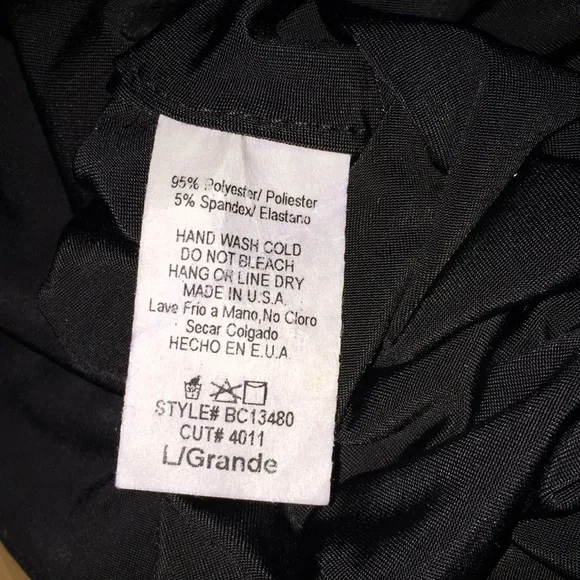 95% Polyester/ Poliester
5% Spandex/ Elastano
HAND WASH COLD
DO NOT BLEACH
HANG OR LINE DRY
MADE IN U.S.A.
Lave Frio a Mano, No Cloro
Secar Colgado
HECHO EN E.U.A.
STYLE# BC13480
CUT# 4011
L/Grande